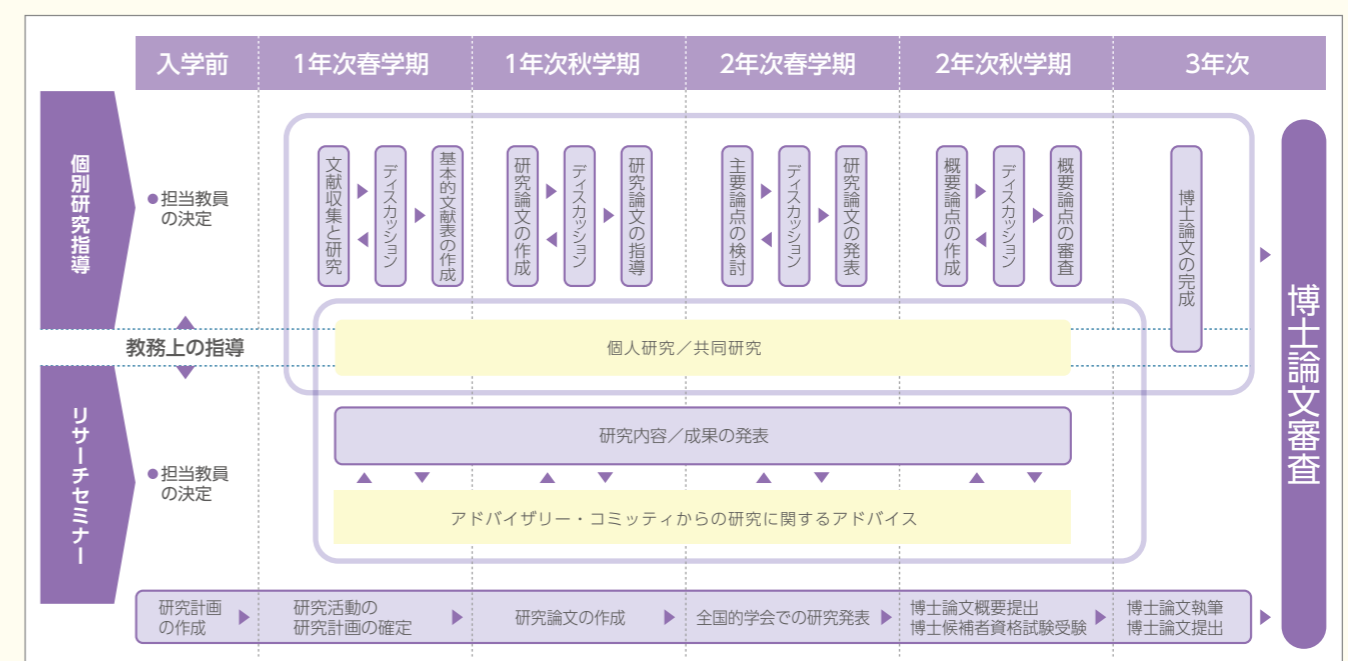 入学前
1年次春学期
1年次秋学期
2年次春学期
2年次秋学期
3年次
個別研究指導
●担当教員
の決定
文献収集と研究
ディスカッション
基本的文献表の作成
研究論文の作成
ディスカッション
研究論文の指導
主要論点の検討
ディスカッション
研究論文の発表
概要論点の作成
ディスカッション
概要論点の審査
博士論文の完成
博士論文審査
教務上の指導
個人研究／共同研究
リサーチセミナー
●担当教員
の決定
研究内容／成果の発表
アドバイザリー・コミッティからの研究に関するアドバイス
研究計画
の作成
研究活動の
研究計画の確定
研究論文の作成
全国的学会での研究発表
博士論文概要提出
博士候補者資格試験受験
博士論文執筆
博士論文提出